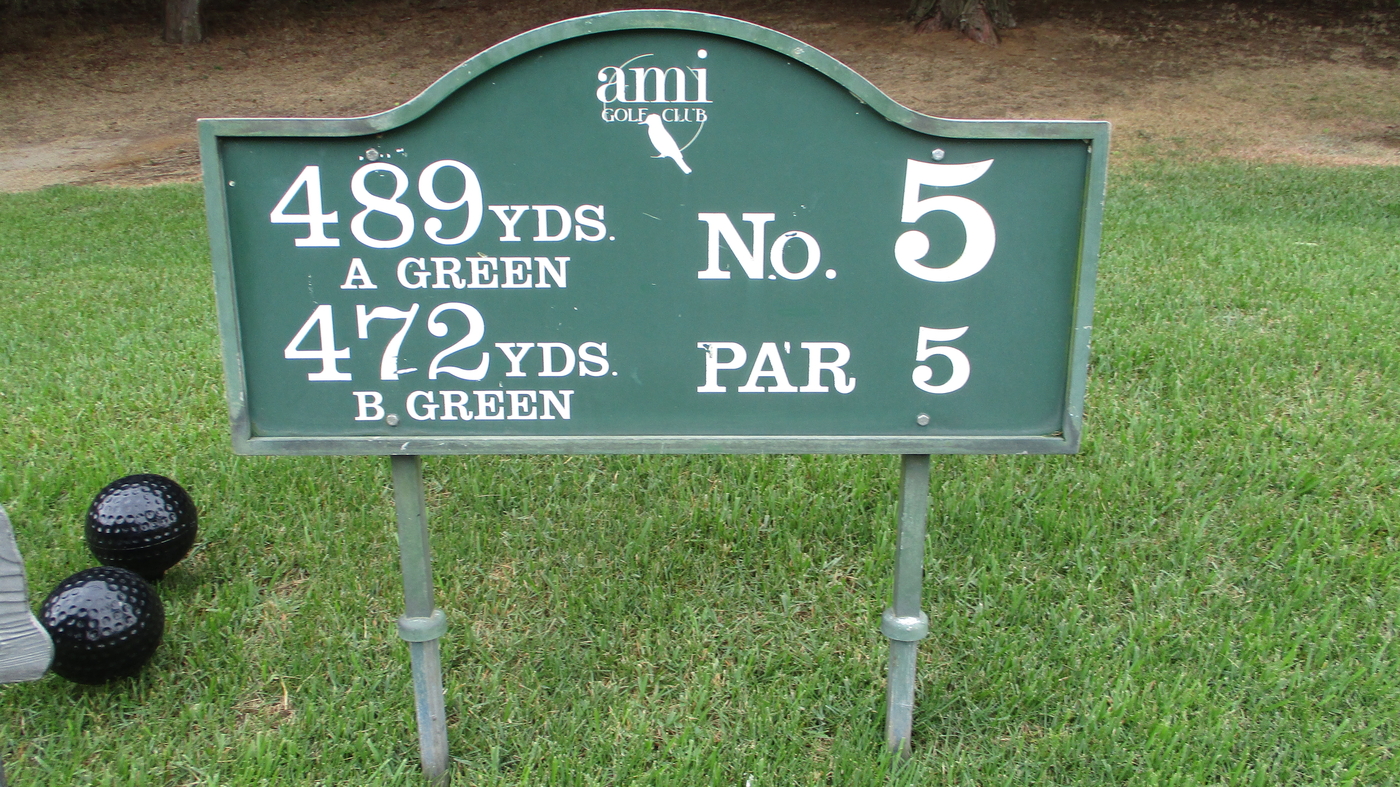 ami
GOLF CLUB
489 YDS.
A GREEN
472 YDS.
B GREEN
No. 5
PAR 5